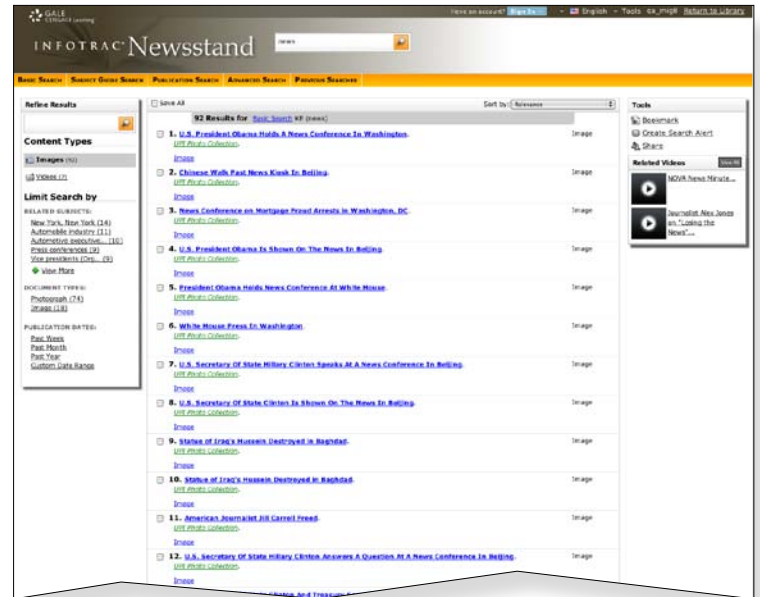 GALE
CENGAGE Learning
Have an account? Sign In
English
Tools
Return to Library
INFOTRAC Newsstand
news
BASIC SEARCH
SUBJECT GUIDE SEARCH
PUBLICATION SEARCH
ADVANCED SEARCH
PREVIOUS SEARCHES
Refine Results
Content Types
Images (92)
Videos (7)
Limit Search by
RELATED SUBJECTS:
New York, New York (14)
Automobile industry (11)
Automotive executive... (10)
Press conferences (9)
Vice presidents (Org... (9)
View More
DOCUMENT TYPES:
Photograph (74)
Image (18)
PUBLICATION DATES:
Past Week
Past Month
Past Year
Custom Date Range
Save All
Sort by: Relevance
92 Results for Basic Search KE (news)
1. U.S. President Obama Holds A News Conference In Washington.
Image
UPI Photo Collection.
Image
2. Chinese Walk Past News Kiosk In Beijing.
Image
UPI Photo Collection.
Image
3. News Conference on Mortgage Fraud Arrests in Washington, DC.
Image
UPI Photo Collection.
Image
4. U.S. President Obama Is Shown On The News In Beijing.
Image
UPI Photo Collection.
Image
5. President Obama Holds News Conference At White House.
Image
UPI Photo Collection.
Image
6. White House Press In Washington.
Image
UPI Photo Collection.
Image
7. U.S. Secretary Of State Hillary Clinton Speaks At A News Conference In Beijing.
Image
UPI Photo Collection.
Image
8. U.S. Secretary Of State Clinton Is Shown On The News In Beijing.
Image
UPI Photo Collection.
Image
9. Statue of Iraq's Hussein Destroyed in Baghdad.
Image
UPI Photo Collection.
Image
10. Statue of Iraq's Hussein Destroyed in Baghdad.
Image
UPI Photo Collection.
Image
11. American Journalist Jill Carroll Freed.
Image
UPI Photo Collection.
Image
12. U.S. Secretary Of State Hillary Clinton Answers A Question At A News Conference In Beijing.
Image
UPI Photo Collection.
Image
Tools
Bookmark
Create Search Alert
Share
Related Videos
View All
NOVA News Minute...
Journalist Alex Jones
on "Losing the
News"...